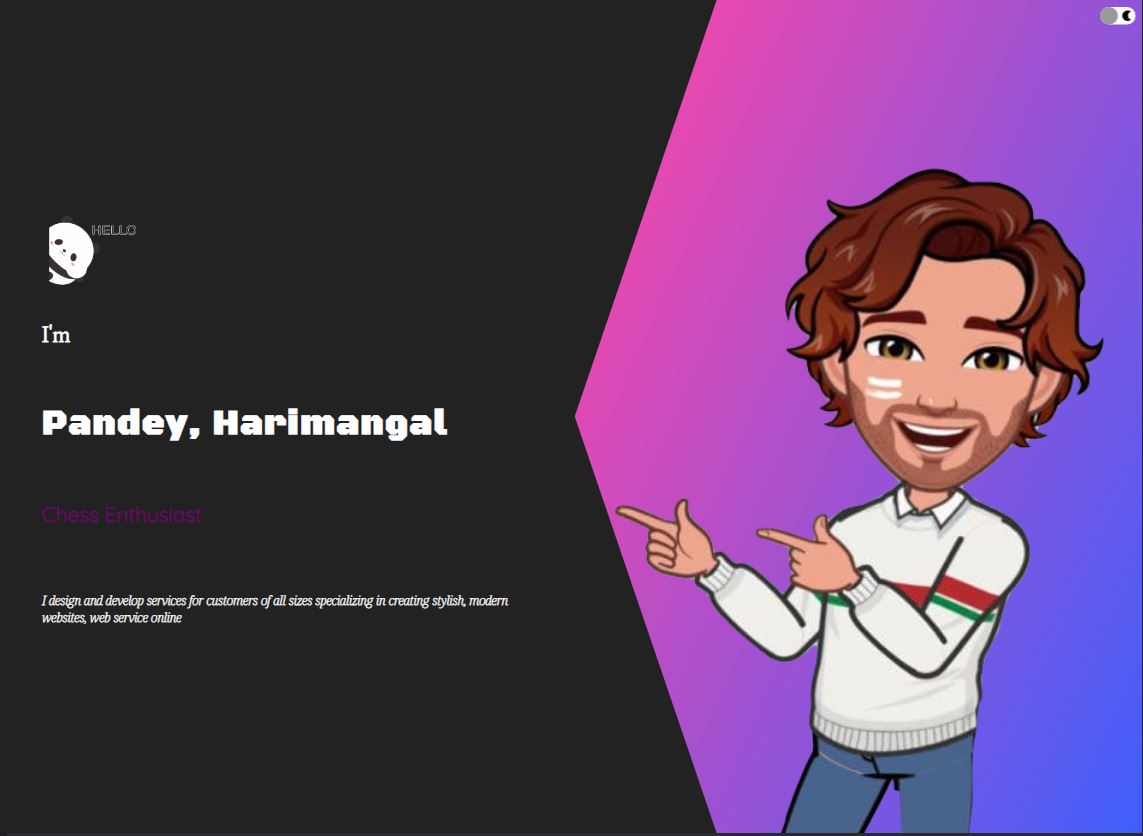 HELLO
I'm
Pandey, Harimangal
Chess Enthusiast
I design and develop services for customers of all sizes specializing in creating stylish, modern
websites, web service online